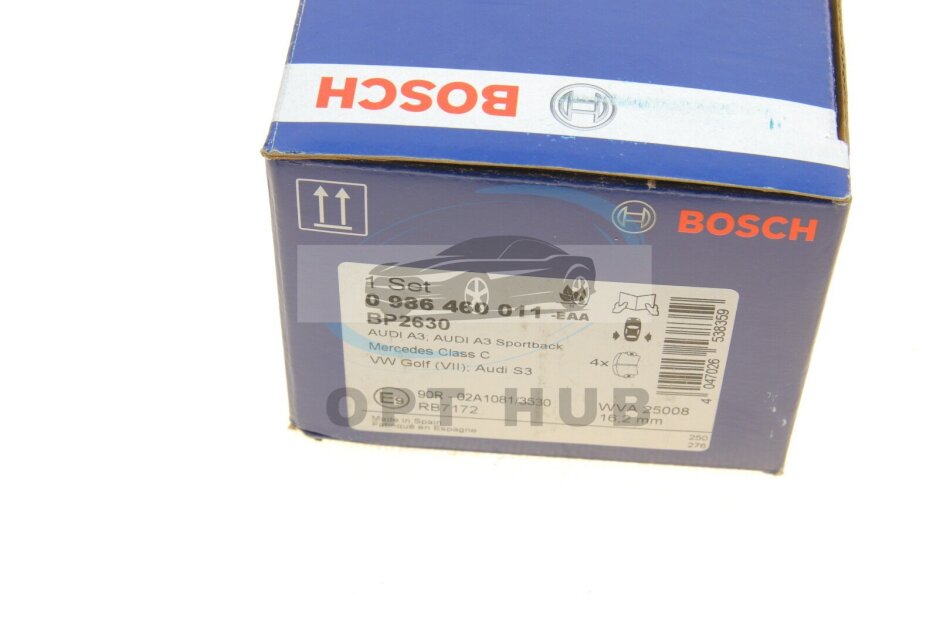 BOSCH
BOSCH
1 Set
0 986 460 011 -EAA
BP2630
AUDI A3; AUDI A3 Sportback
Mercedes Class C
VW Golf (VII); Audi S3
4x
E9 90R - 02A1081/3530
RB7172
WVA 25008
16,2 mm
Made in Spain
Fabriqué en Espagne
250
276
4 047026 538359
OPT HUB